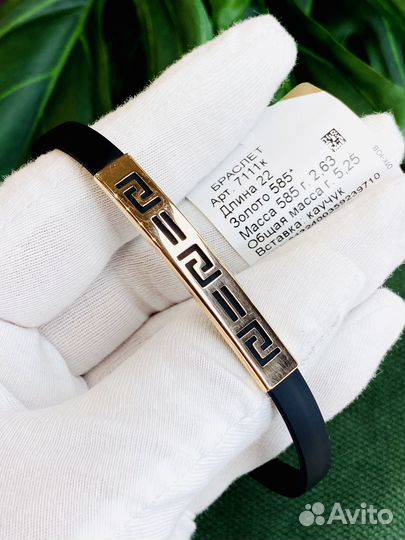 БРАСЛЕТ
Арт. 7111к
Длина 22
Золото 585*
Масса 585 г. 2.63
Общая масса г. 5.25
Вставка: каучук
Avito